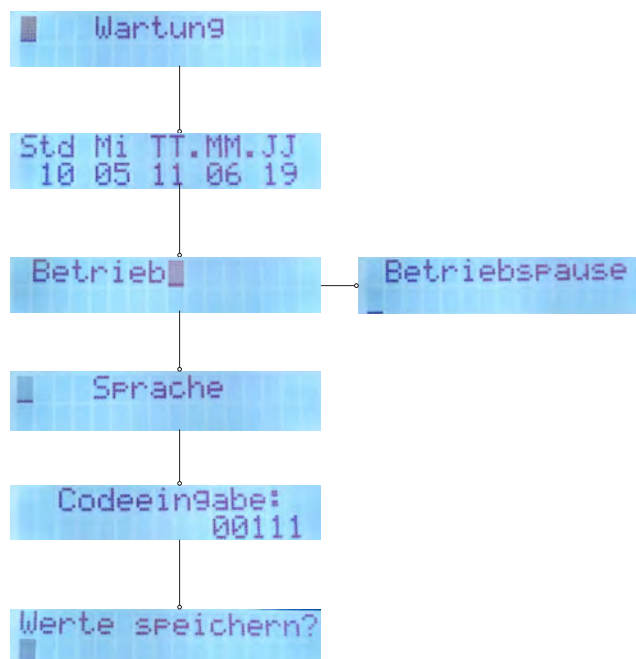 Wartung
Std Mi TT.MM.JJ
10 05 11 06 19
Betrieb
Betriebspause
Sprache
Codeeingabe:
00111
Werte speichern?